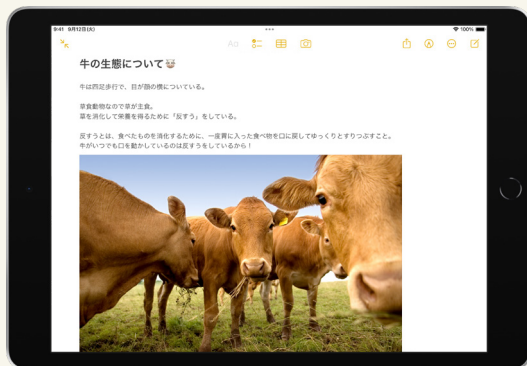 9:41 9月12日(火)
100%
Aa
牛の生態について🤯
牛は四足歩行で、目が顔の横についている。
草食動物なので草が主食。
草を消化して栄養を得るために「反すう」をしている。
反すうとは、食べたものを消化するために、一度胃に入った食べ物を口に戻してゆっくりとすりつぶすこと。
牛がいつでも口を動かしているのは反すうをしているから！